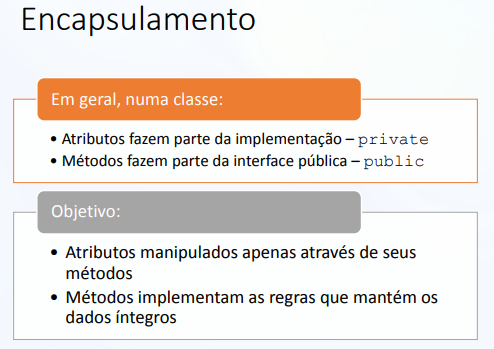 Encapsulamento
Em geral, numa classe:
• Atributos fazem parte da implementação – private
• Métodos fazem parte da interface pública – public
Objetivo:
• Atributos manipulados apenas através de seus
métodos
• Métodos implementam as regras que mantém os
dados íntegros